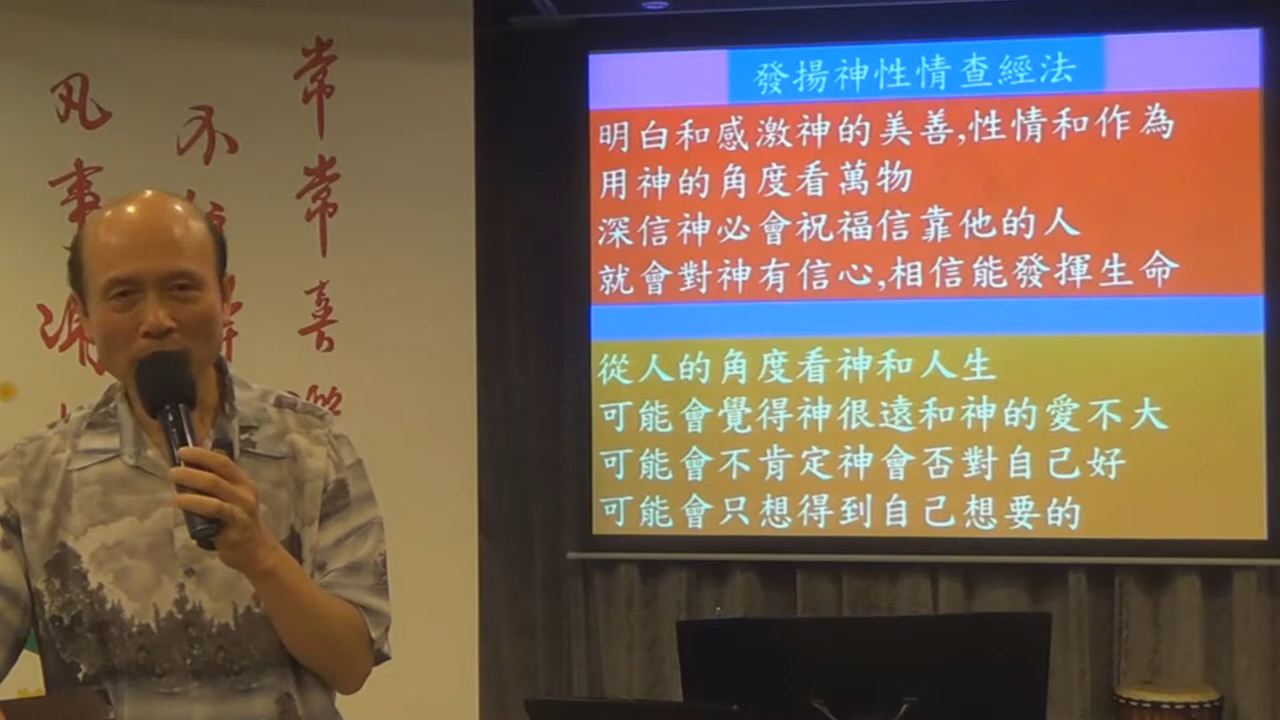 常常喜
不
凡事
發揚神性情查經法
明白和感激神的美善,性情和作為
用神的角度看萬物
深信神必會祝福信靠他的人
就會對神有信心,相信能發揮生命
從人的角度看神和人生
可能會覺得神很遠和神的愛不大
可能會不肯定神會否對自己好
可能會只想得到自己想要的